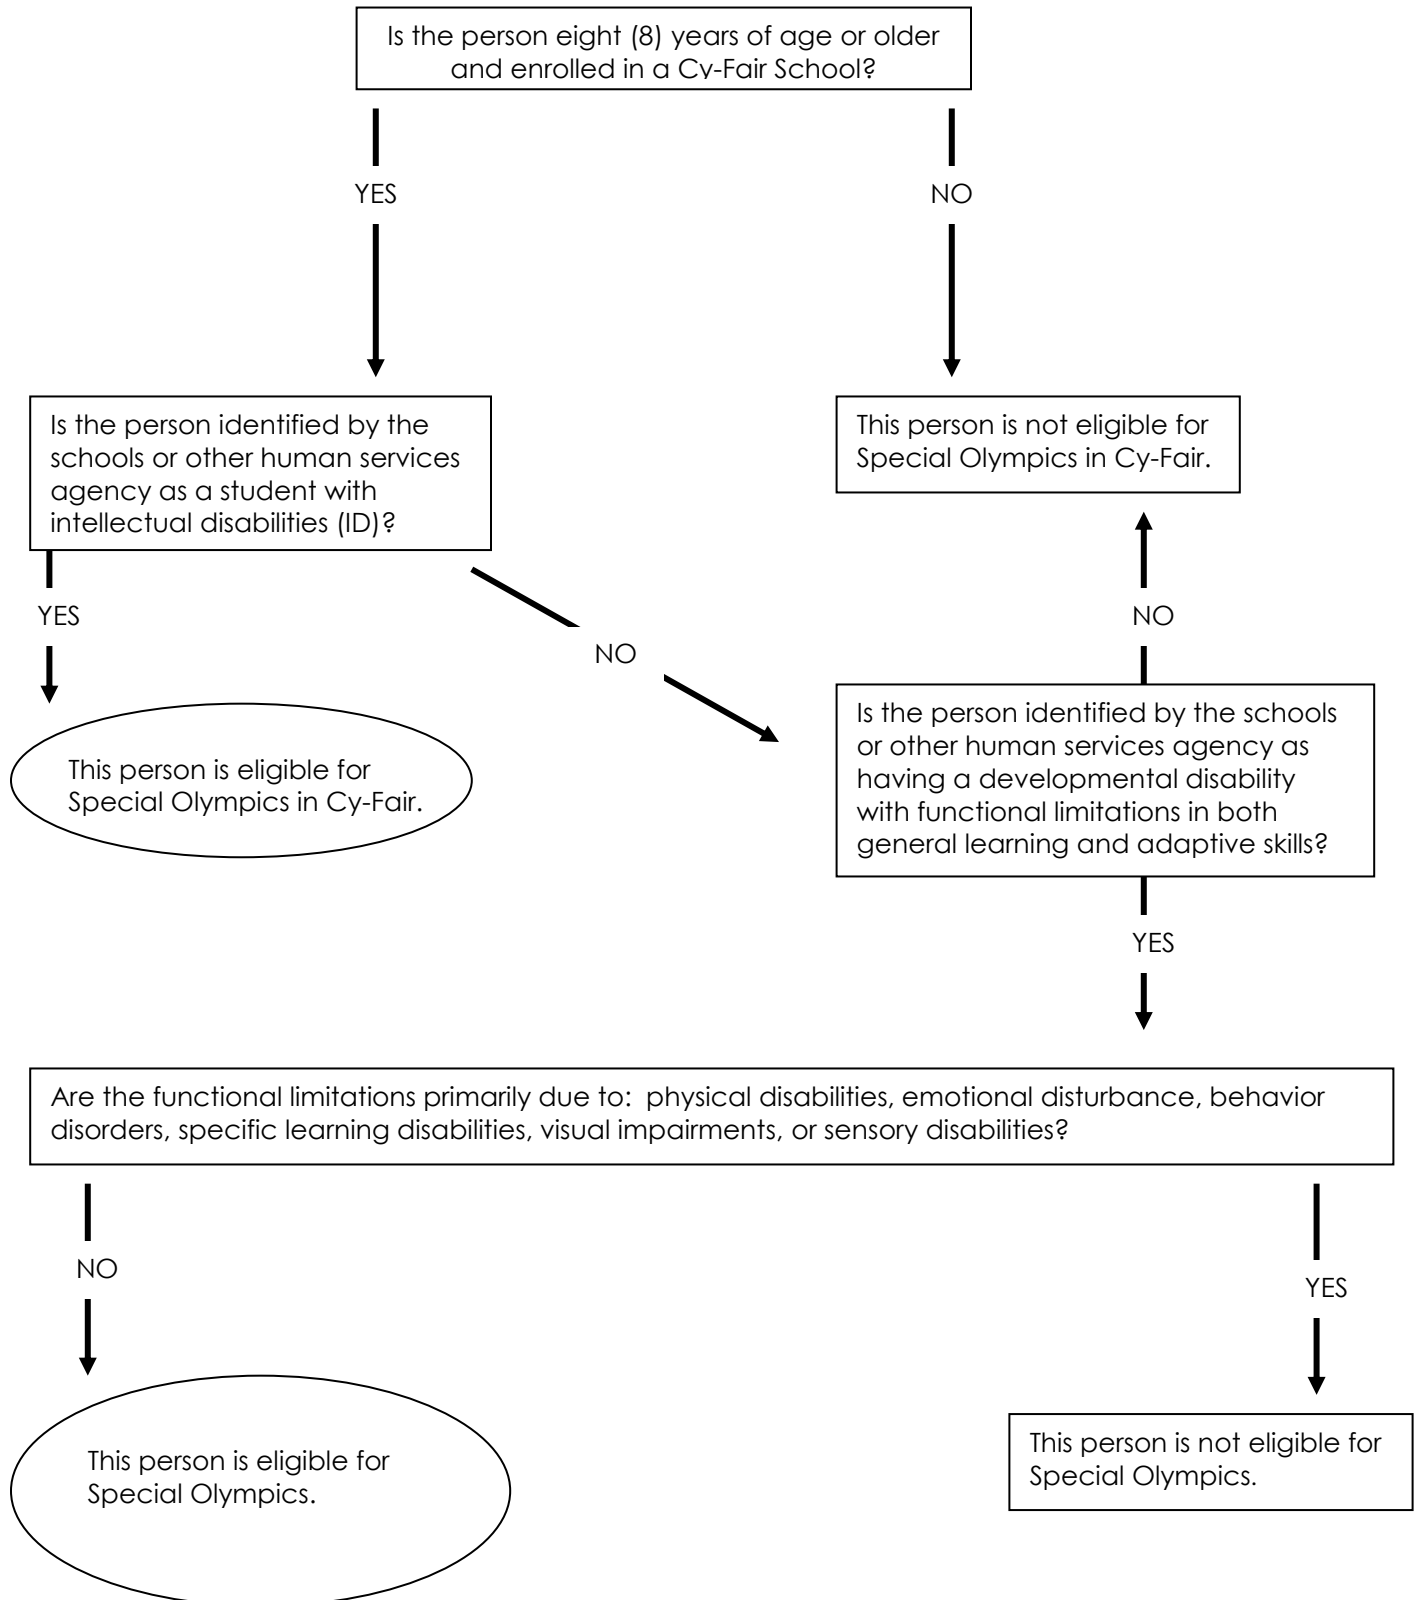 Is the person eight (8) years of age or older
and enrolled in a Cy-Fair School?
YES
NO
Is the person identified by the
schools or other human services
agency as a student with
intellectual disabilities (ID)?
This person is not eligible for
Special Olympics in Cy-Fair.
YES
NO
NO
This person is eligible for
Special Olympics in Cy-Fair.
Is the person identified by the schools
or other human services agency as
having a developmental disability
with functional limitations in both
general learning and adaptive skills?
YES
Are the functional limitations primarily due to:  physical disabilities, emotional disturbance, behavior
disorders, specific learning disabilities, visual impairments, or sensory disabilities?
NO
YES
This person is eligible for
Special Olympics.
This person is not eligible for
Special Olympics.